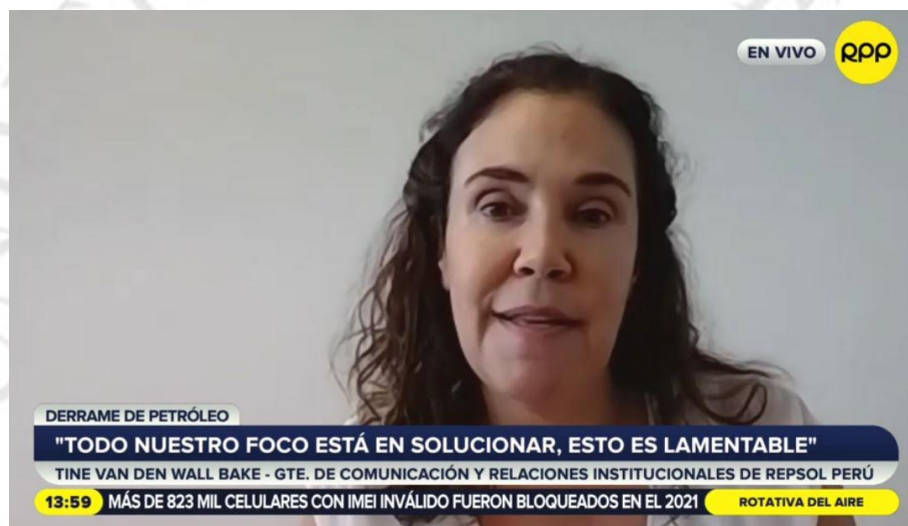 EN VIVO
RPP
DERRAME DE PETRÓLEO
"TODO NUESTRO FOCO ESTÁ EN SOLUCIONAR, ESTO ES LAMENTABLE"
TINE VAN DEN WALL BAKE - GTE. DE COMUNICACIÓN Y RELACIONES INSTITUCIONALES DE REPSOL PERÚ
13:59 MÁS DE 823 MIL CELULARES CON IMEI INVÁLIDO FUERON BLOQUEADOS EN EL 2021 ROTATIVA DEL AIRE